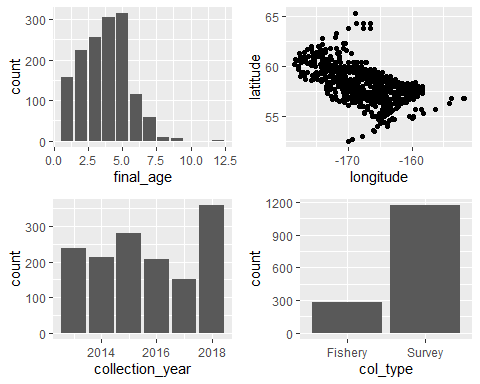 count
300
200
100
0
0.0 2.5 5.0 7.5 10.0 12.5
final_age
latitude
65
60
55
-170 -160
longitude
count
300
200
100
0
2014 2016 2018
collection_year
count
1200
900
600
300
0
Fishery Survey
col_type